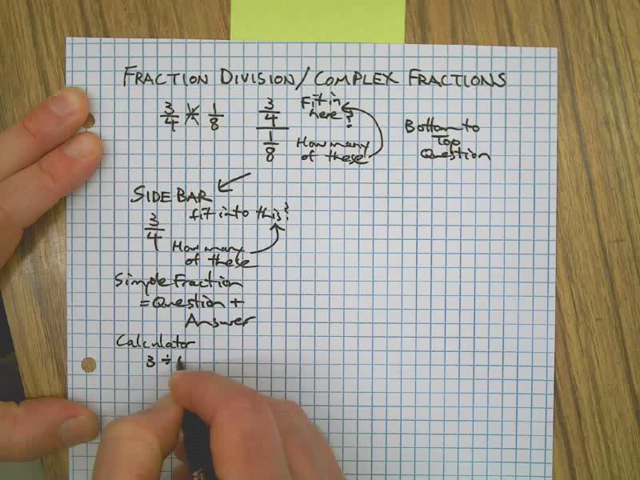 FRACTION DIVISION/COMPLEX FRACTIONS
3/4 ÷ 1/8
3/4
1/8
Fit in
here?
How many
of these
Bottom to
Top
Question
SIDEBAR
3/4
fit into this?
How many
of these
Simple Fraction
= Question +
Answer
Calculator
3 ÷